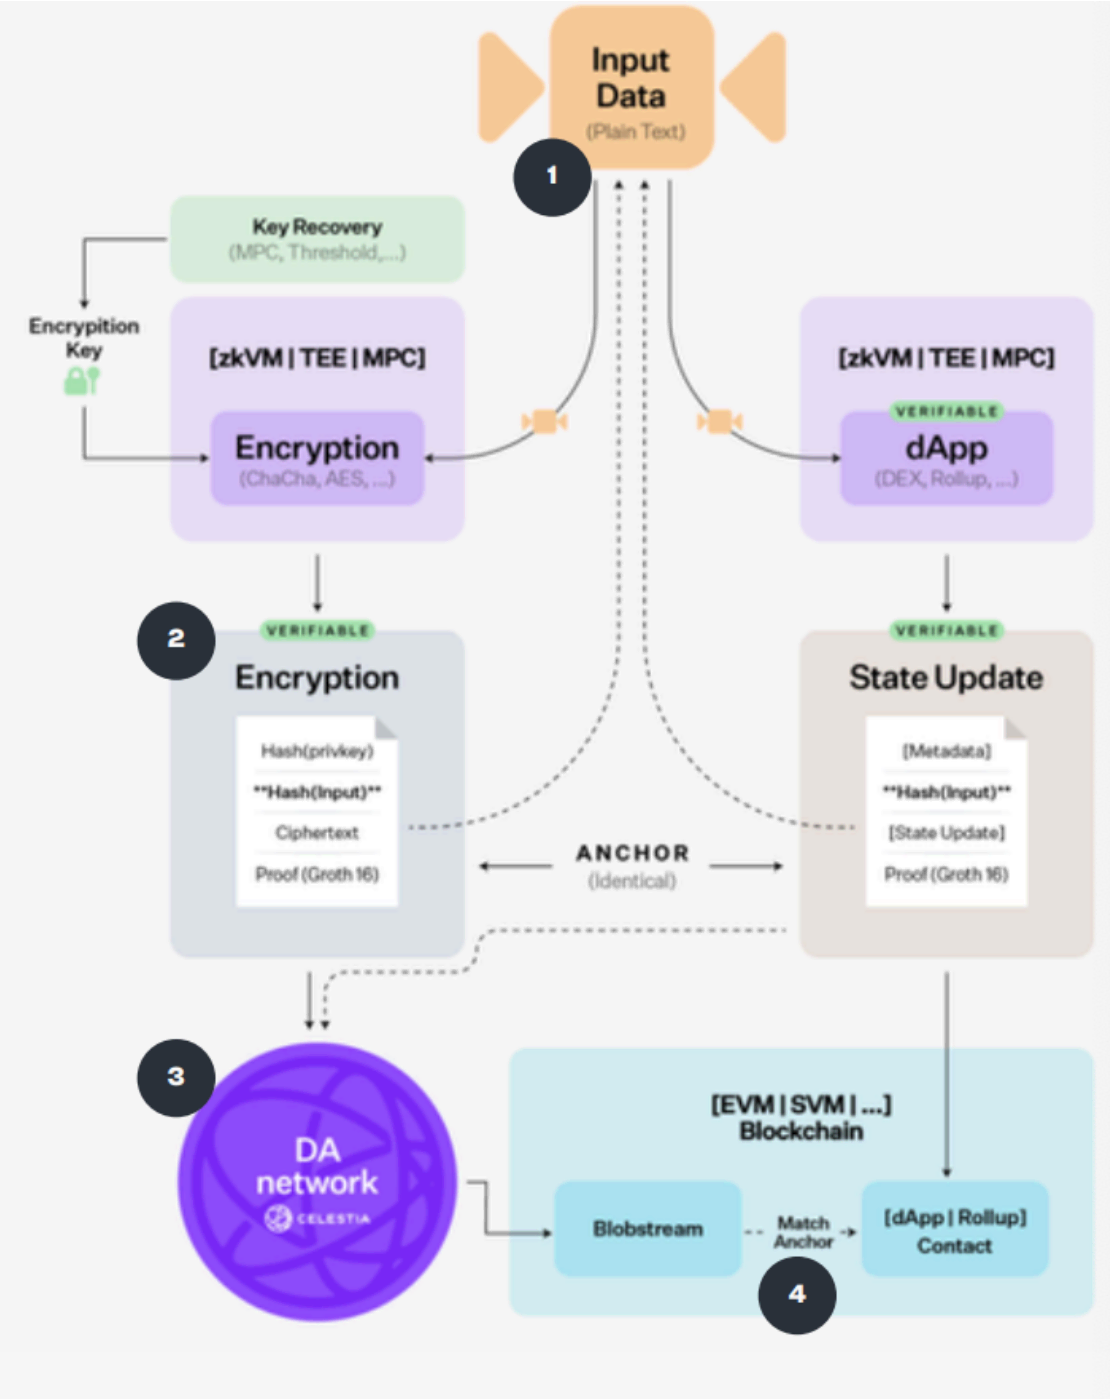 Input
Data
(Plain Text)
1
Key Recovery
(MPC, Threshold,...)
Encrypition
Key
[zkVM | TEE | MPC]
Encryption
(ChaCha, AES, ...)
[zkVM | TEE | MPC]
VERIFIABLE
dApp
(DEX, Rollup, ...)
2
VERIFIABLE
Encryption
Hash(privkey)
**Hash(Input)**
Ciphertext
Proof (Groth 16)
VERIFIABLE
State Update
[Metadata]
**Hash(Input)**
[State Update]
Proof (Groth 16)
ANCHOR
(Identical)
3
DA
network
CELESTIA
[EVM | SVM | ...]
Blockchain
Blobstream
Match
Anchor
[dApp | Rollup]
Contact
4